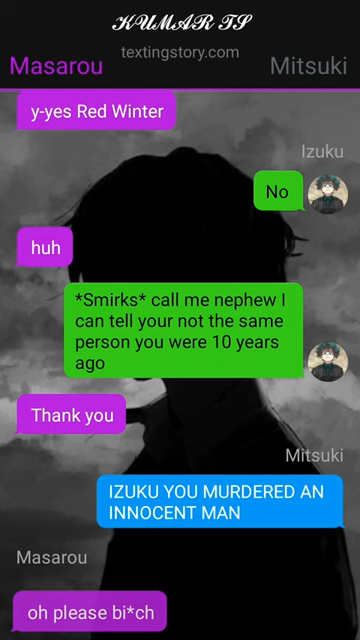 KUMAR TS
textingstory.com
Masarou Mitsuki
y-yes Red Winter
Izuku
No
huh
*Smirks* call me nephew I
can tell your not the same
person you were 10 years
ago
Thank you
Mitsuki
IZUKU YOU MURDERED AN
INNOCENT MAN
Masarou
oh please bi*ch